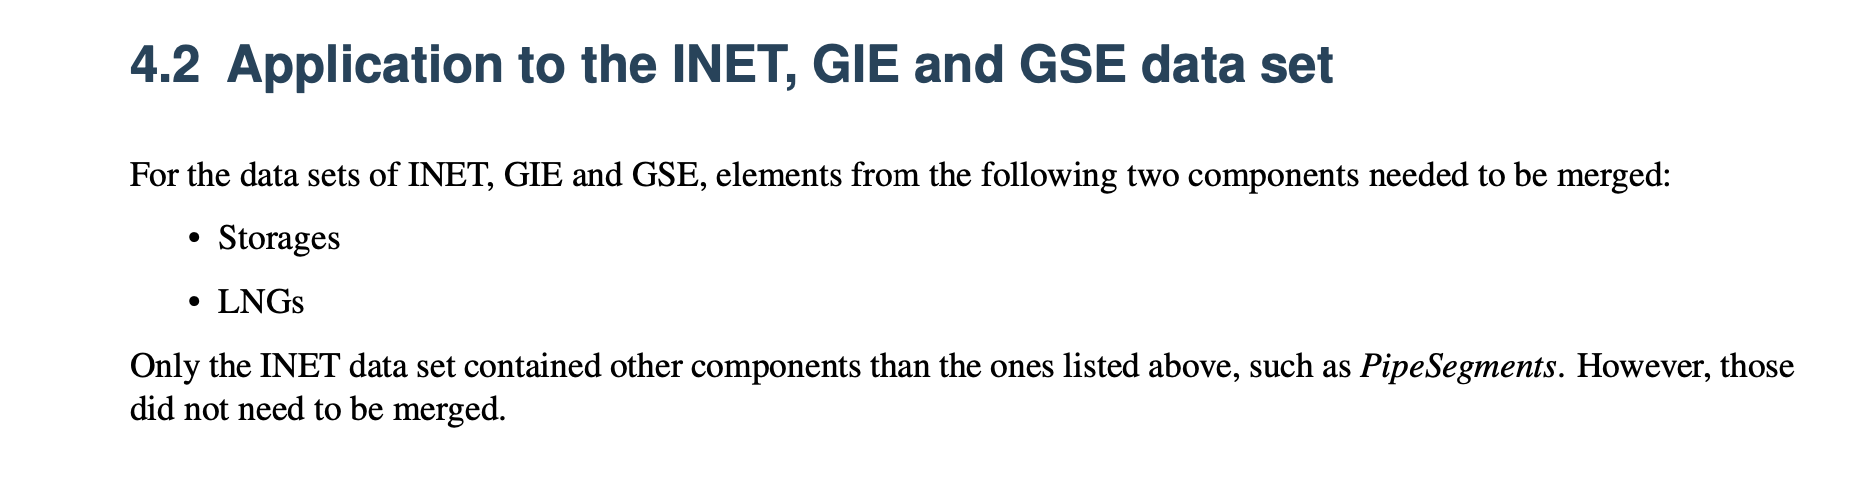 4.2 Application to the INET, GIE and GSE data set
For the data sets of INET, GIE and GSE, elements from the following two components needed to be merged:
• Storages
• LNGs
Only the INET data set contained other components than the ones listed above, such as PipeSegments. However, those
did not need to be merged.